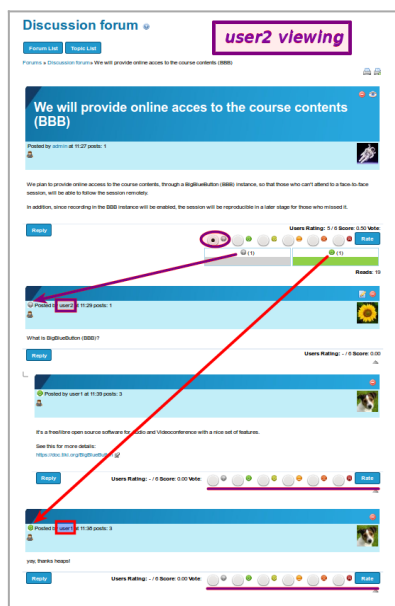 Discussion forum
user2 viewing
Forum List Topic List
Forums » Discussion forum» We will provide online acces to the course contents (BBB)
We will provide online acces to the course contents
(BBB)
Posted by admin at 11:27 posts: 1
We plan to provide online access to the course contents, through a BigBlueButton (BBB) instance, so that those who can't attend to a face-to-face
session, will be able to follow the session remotely.
In addition, since recording in the BBB instance will be enabled, the session will be reproducible in a later stage for those who missed it.
Reply
Users Rating: 5 / 6 Score: 0.50 Vote:
Rate
(1) (1)
Reads: 19
Posted by user2 at 11:29 posts: 1
What is BigBlueButton (BBB)?
Reply Users Rating: - / 6 Score: 0.00
Posted by user1 at 11:39 posts: 3
It's a free/libre open source software for Audio and Videoconference with a nice set of features.
See this for more details:
https://doc.tiki.org/BigBlueButton
Reply Users Rating: - / 6 Score: 0.00 Vote: Rate
Posted by user1 at 11:36 posts: 3
yay, thanks heaps!
Reply Users Rating: - / 6 Score: 0.00 Vote: Rate